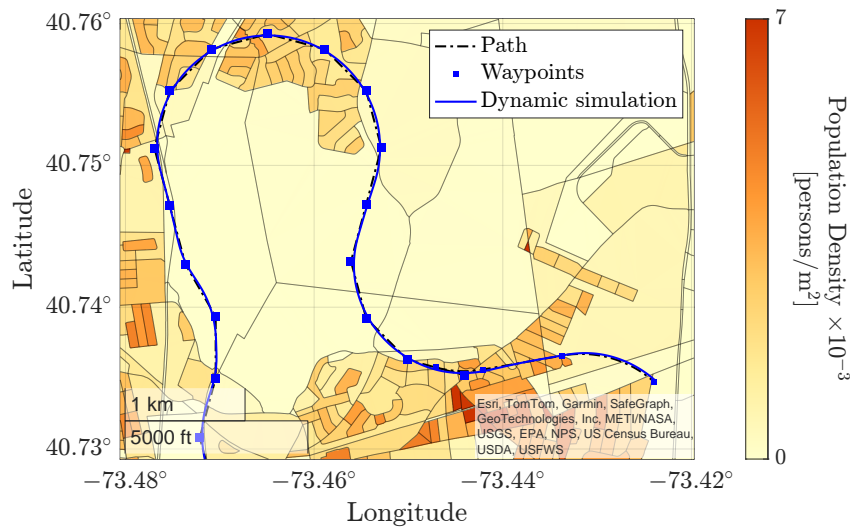 40.76°
40.75°
40.74°
40.73°
Latitude
Path
Waypoints
Dynamic simulation
1 km
5000 ft
Esri, TomTom, Garmin, SafeGraph,
GeoTechnologies, Inc, METI/NASA,
USGS, EPA, NPS, US Census Bureau,
USDA, USFWS
−73.48°
−73.46°
−73.44°
−73.42°
Longitude
7
0
Population Density ×10⁻³
[persons/m²]